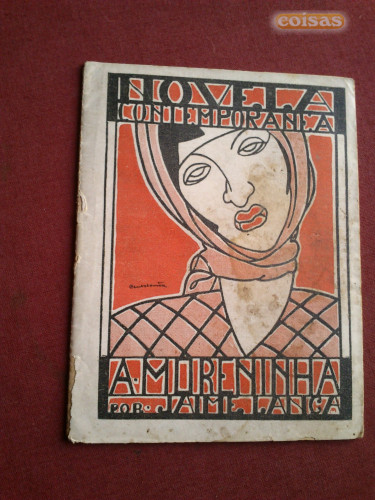 coisas
NOVELA
CONTEMPORANEA
A·MORENINHA
POR·JAIME LANÇA